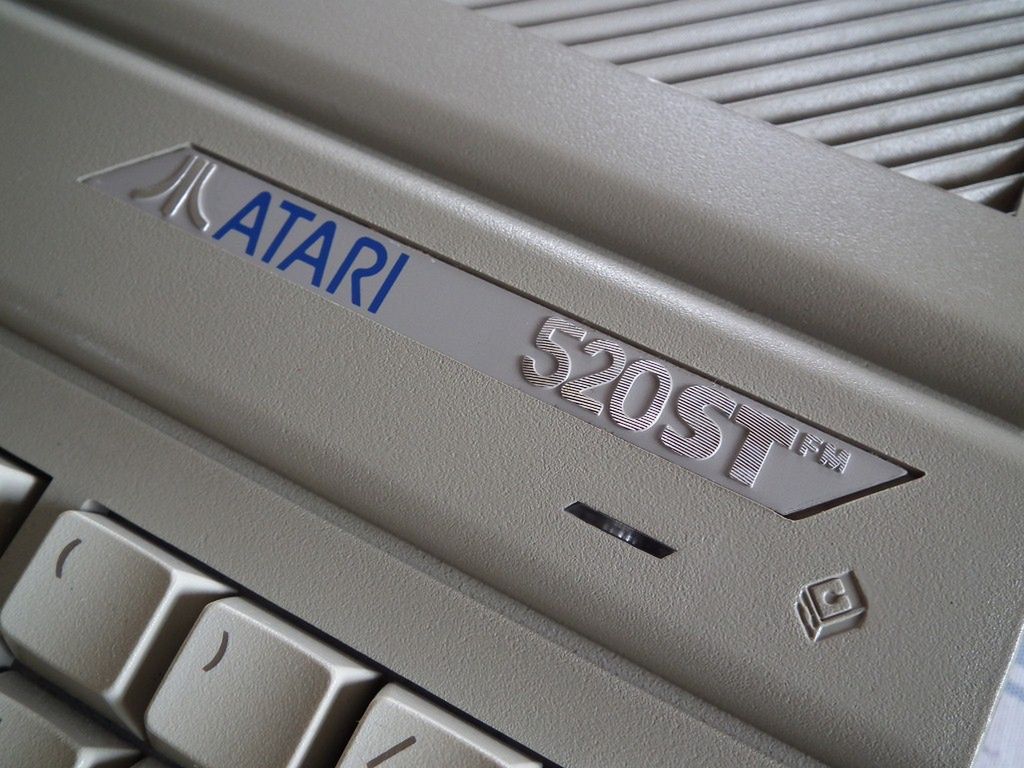 ATARI
520STFM
( ) /